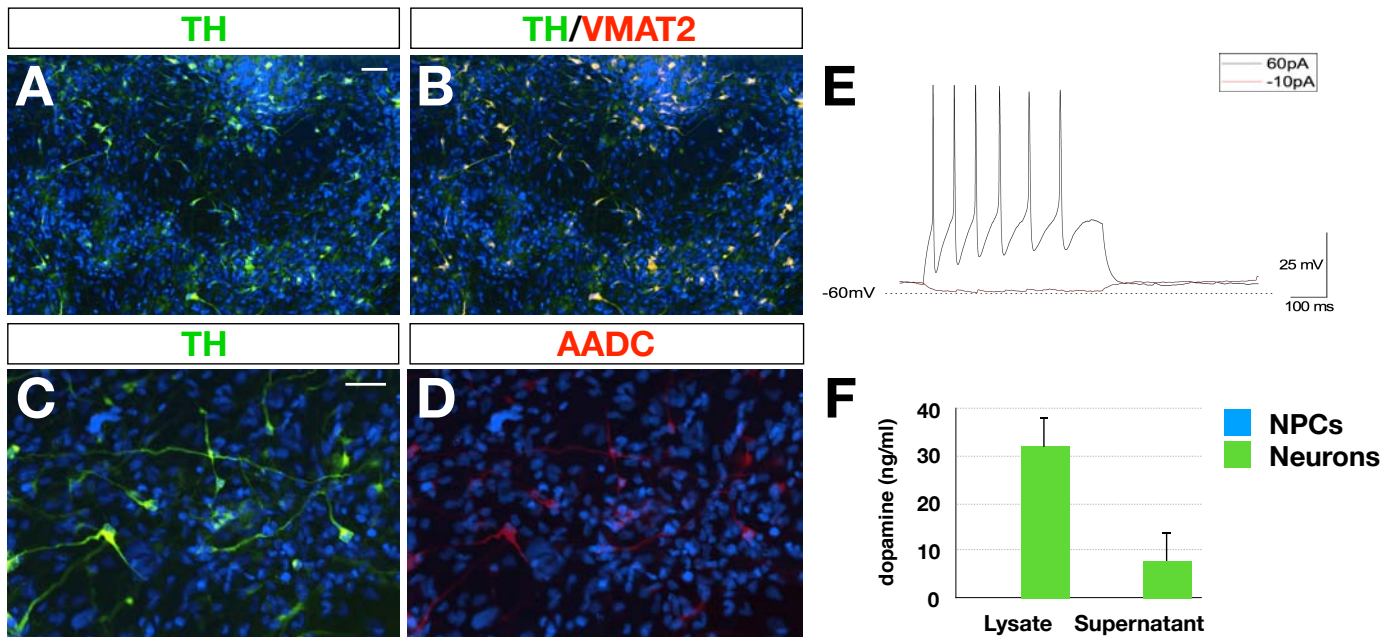 TH
TH/VMAT2
A
B
TH
AADC
C
D
E
60pA
-10pA
25 mV
-60mV
100 ms
F
dopamine (ng/ml)
40
30
20
10
0
Lysate Supernatant
NPCs
Neurons